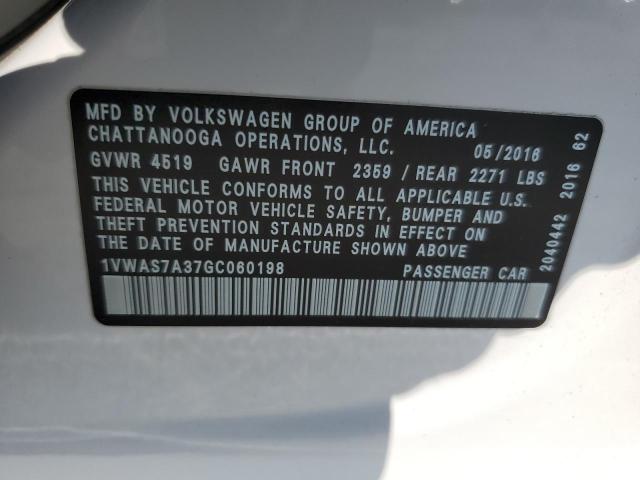 MFD BY VOLKSWAGEN GROUP OF AMERICA
CHATTANOOGA OPERATIONS, LLC. 05/2016
GVWR 4519 GAWR FRONT 2359 / REAR 2271 LBS
THIS VEHICLE CONFORMS TO ALL APPLICABLE U.S.
FEDERAL MOTOR VEHICLE SAFETY, BUMPER AND
THEFT PREVENTION STANDARDS IN EFFECT ON
THE DATE OF MANUFACTURE SHOWN ABOVE
1VWAS7A37GC060198 PASSENGER CAR
2040442 2016 62